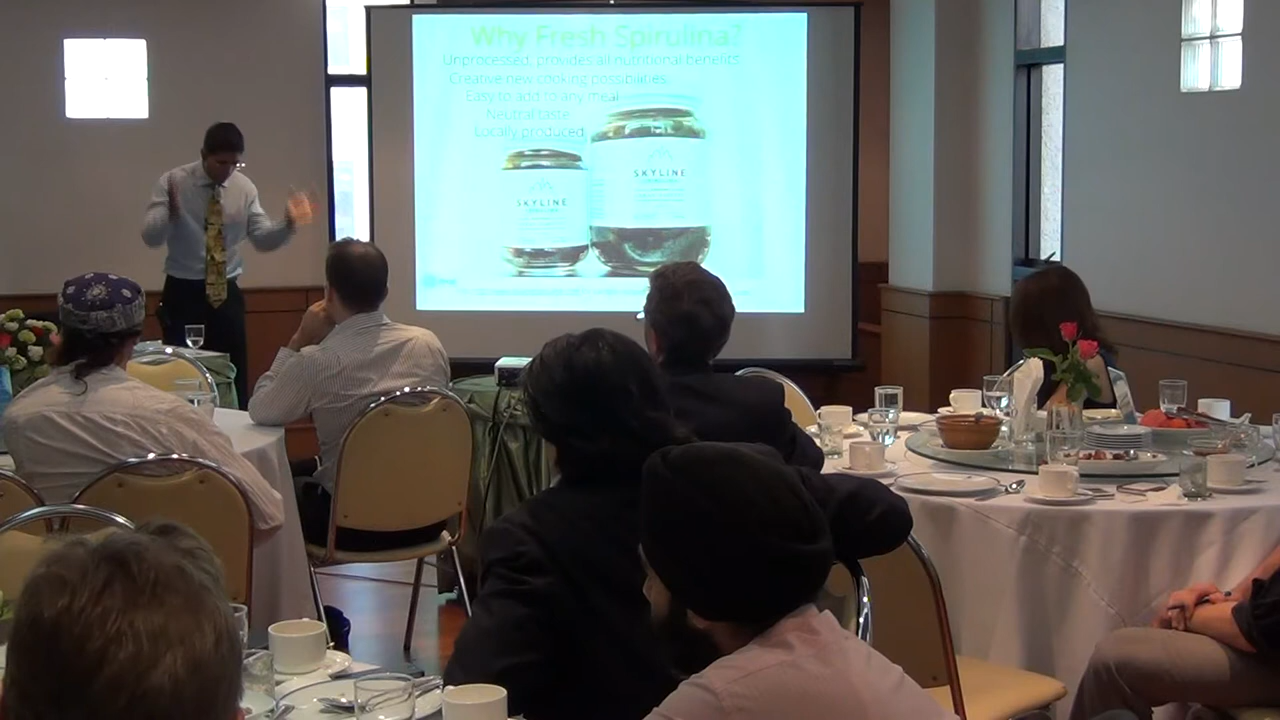 Why Fresh Spirulina?
Unprocessed, provides all nutritional benefits
Creative new cooking possibilities
Easy to add to any meal
Neutral taste
Locally produced
SKYLINE
SKYLINE